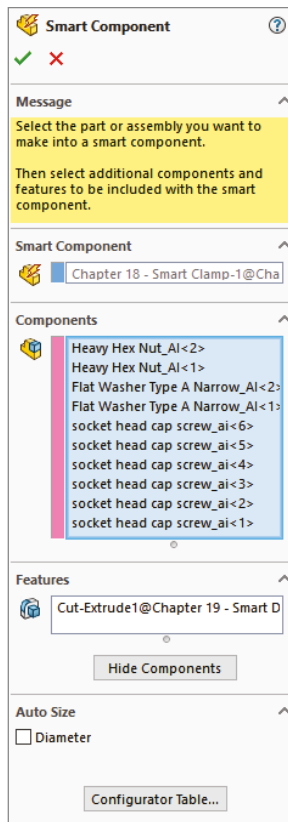 Smart Component
Message
Select the part or assembly you want to
make into a smart component.
Then select additional components and
features to be included with the smart
component.
Smart Component
Chapter 18 - Smart Clamp-1@Cha
Components
Heavy Hex Nut_AI<2>
Heavy Hex Nut_AI<1>
Flat Washer Type A Narrow_AI<2>
Flat Washer Type A Narrow_AI<1>
socket head cap screw_ai<6>
socket head cap screw_ai<5>
socket head cap screw_ai<4>
socket head cap screw_ai<3>
socket head cap screw_ai<2>
socket head cap screw_ai<1>
Features
Cut-Extrude1@Chapter 19 - Smart D
Hide Components
Auto Size
Diameter
Configurator Table...